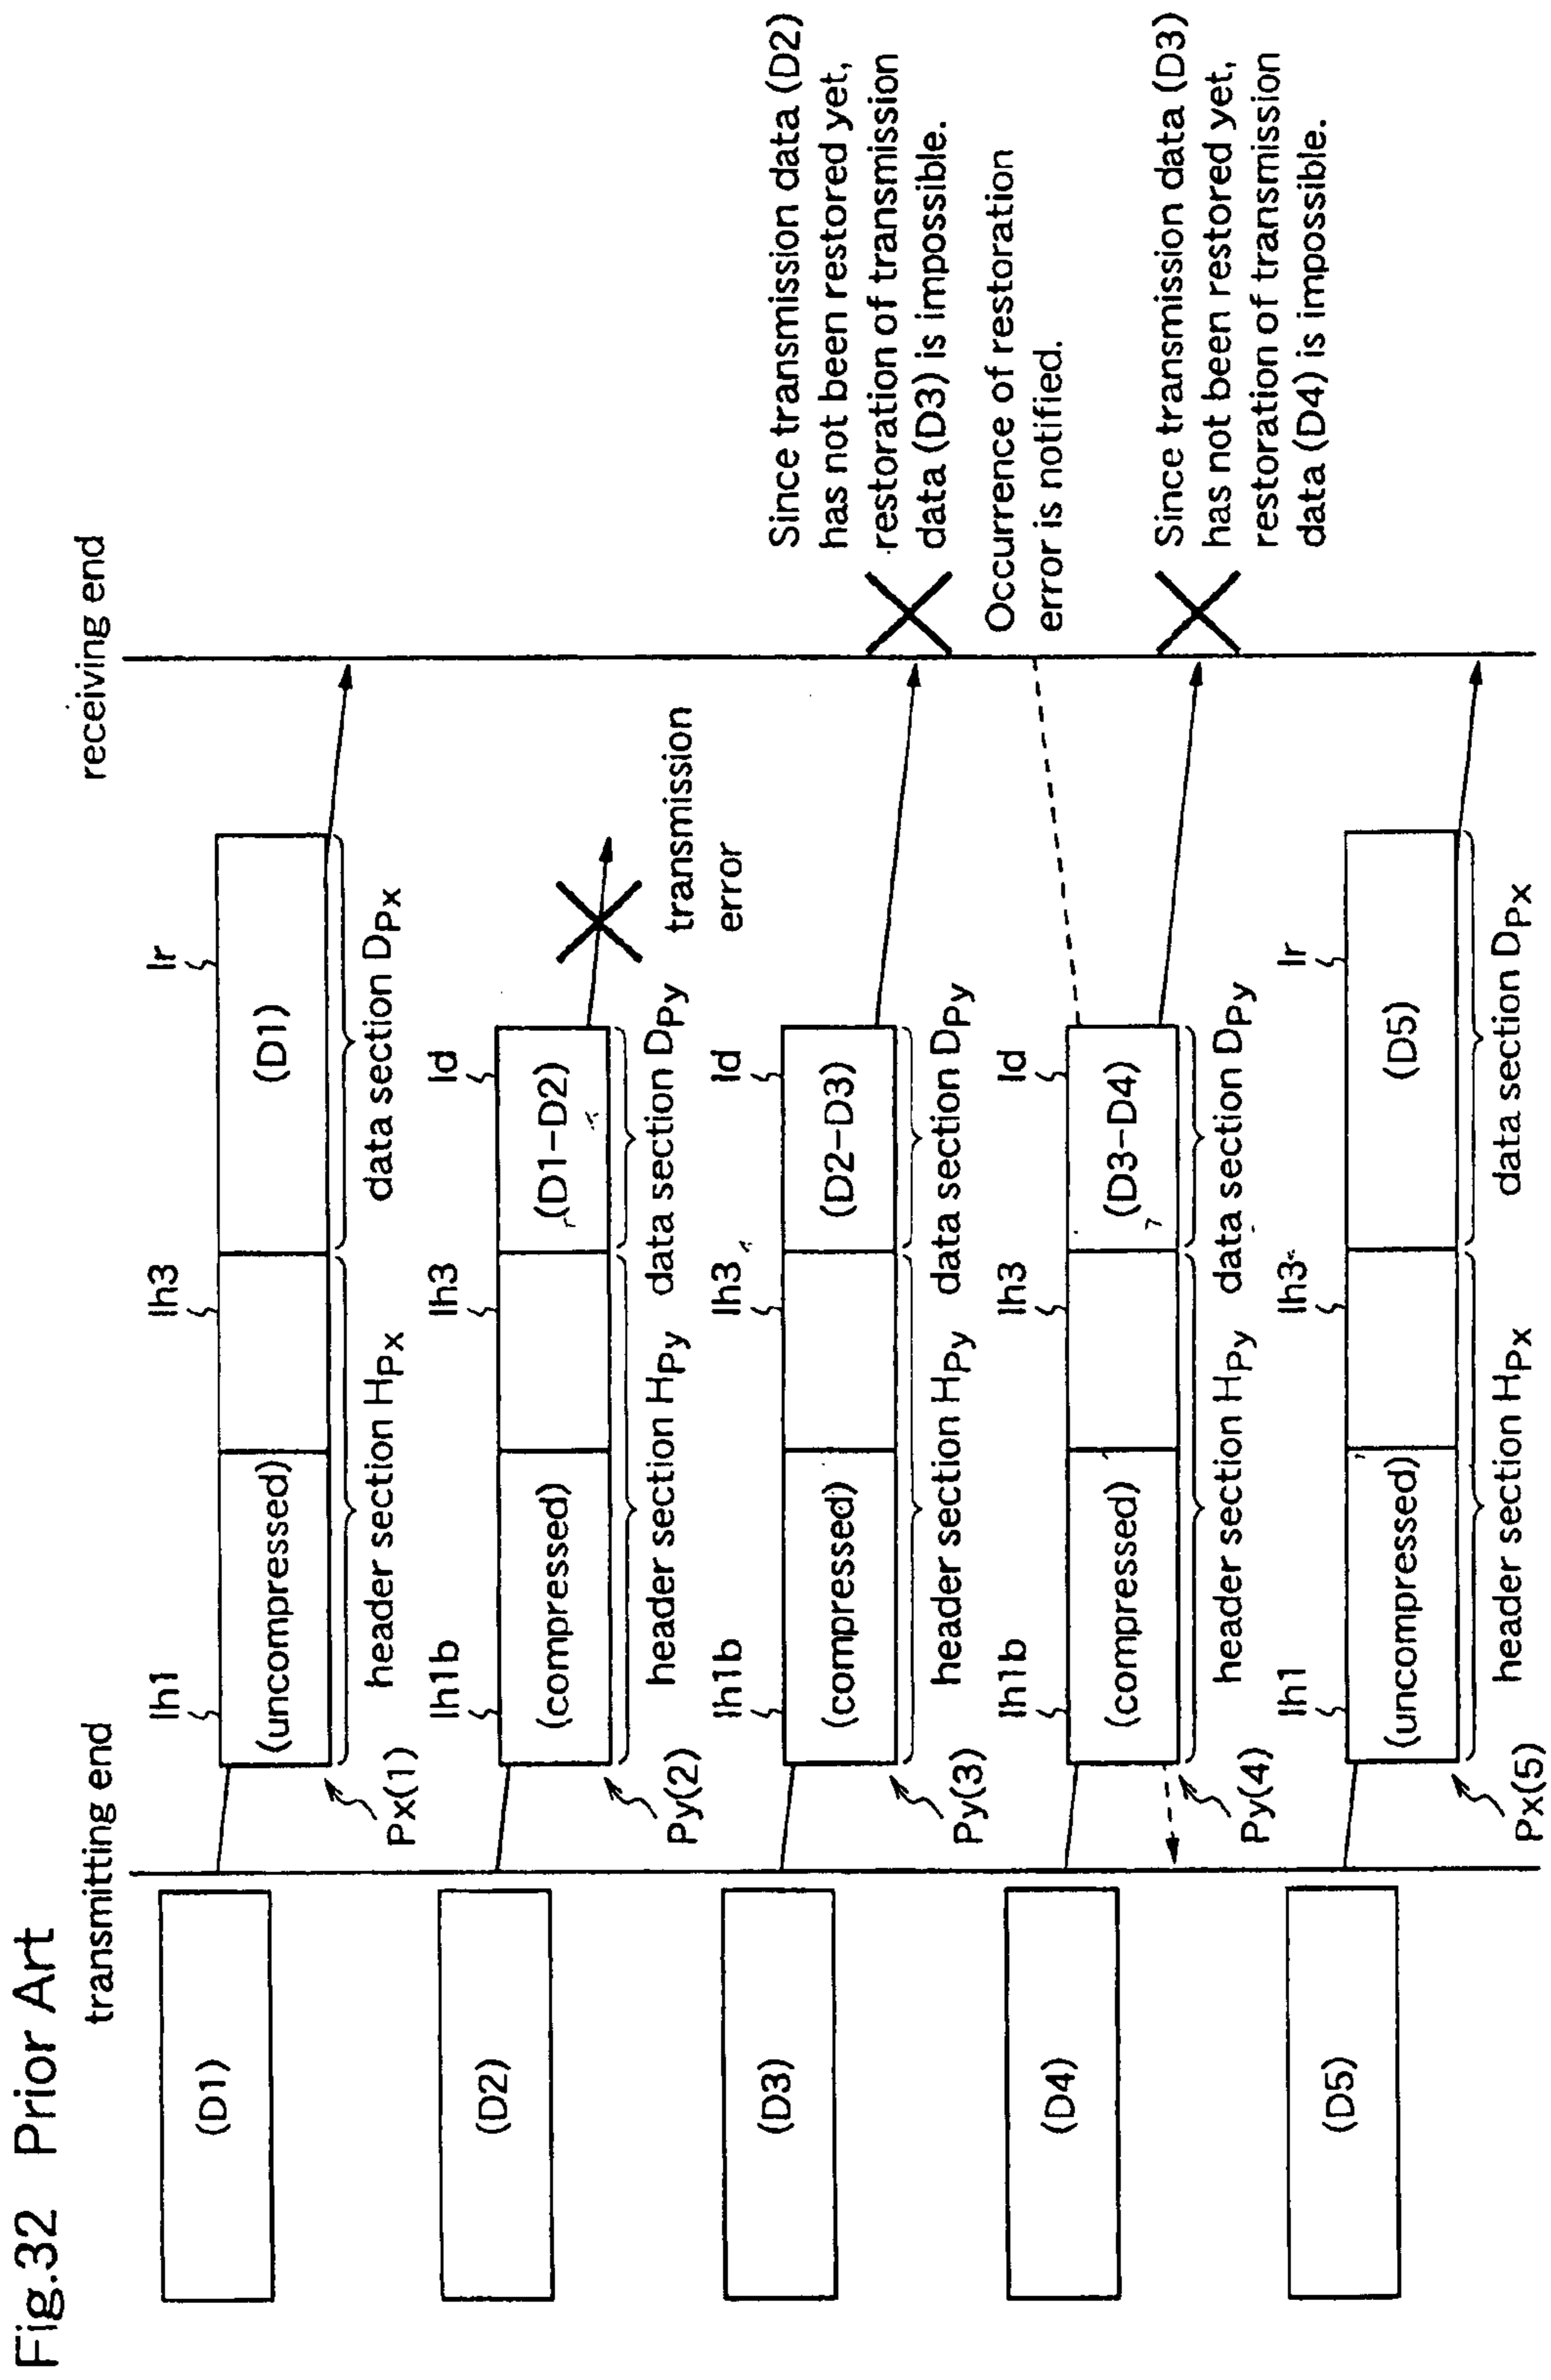 Fig.32 Prior Art
transmitting end
receiving end
(D1)
Ih1
Ih3
Ir
(uncompressed)
(D1)
Px(1)
header section HPx
data section DPx
(D2)
Ih1b
Ih3
Id
(compressed)
(D1-D2)
Py(2)
header section HPy
data section DPy
transmission
error
(D3)
Ih1b
Ih3
Id
(compressed)
(D2-D3)
Py(3)
header section HPy
data section DPy
Since transmission data (D2)
has not been restored yet,
restoration of transmission
data (D3) is impossible.
Occurrence of restoration
error is notified.
(D4)
Ih1b
Ih3
Id
(compressed)
(D3-D4)
Py(4)
header section HPy
data section DPy
Since transmission data (D3)
has not been restored yet,
restoration of transmission
data (D4) is impossible.
(D5)
Ih1
Ih3
Ir
(uncompressed)
(D5)
Px(5)
header section HPx
data section DPx